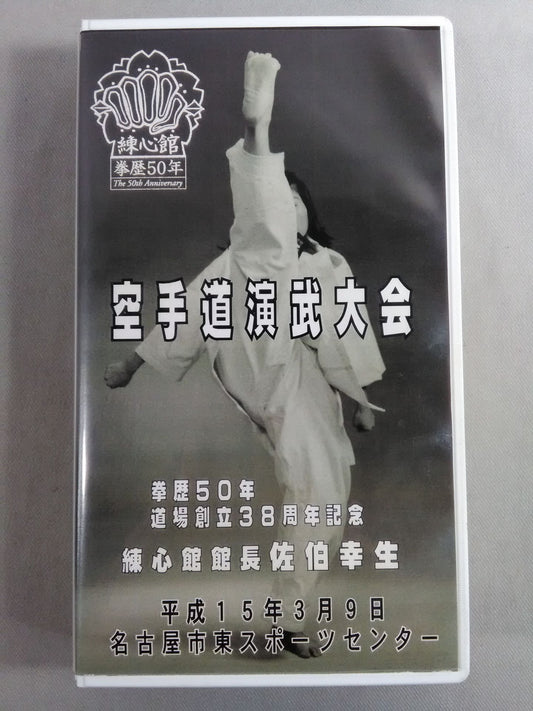 練心館
拳歴50年
The 50th Anniversary
空手道演武大会
拳歴50年
道場創立38周年記念
練心館館長佐伯幸生
平成15年3月9日
名古屋市東スポーツセンター